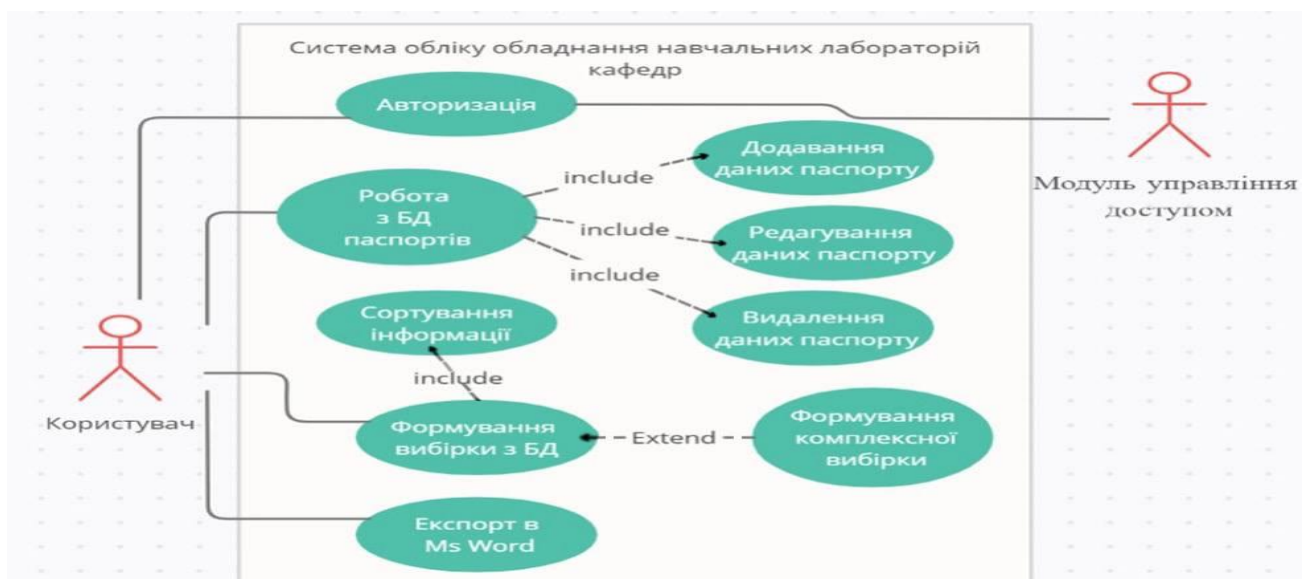 Система обліку обладнання навчальних лабораторій
кафедр
Авторизація
Модуль управління
доступом
Робота
з БД
паспортів
include
Додавання
даних паспорту
include
Редагування
даних паспорту
include
Видалення
даних паспорту
Сортування
інформації
include
Користувач
Формування
вибірки з БД
Extend
Формування
комплексної
вибірки
Експорт в
Ms Word